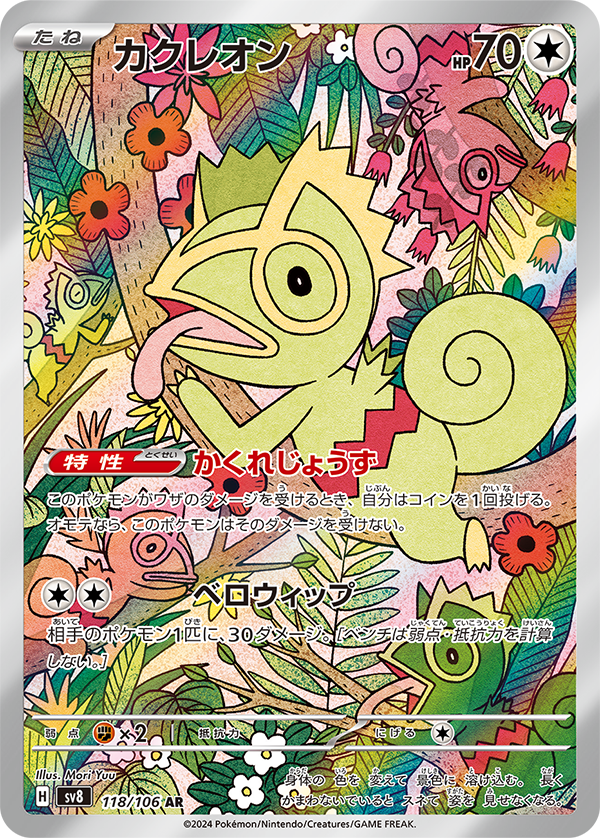 たね カクレオン HP70
特性 とくせい かくれじょうず
このポケモンがワザのダメージを受けるとき、自分はコインを1回投げる。
オモテなら、このポケモンはそのダメージを受けない。
ベロウィップ
相手のポケモン1匹に、30ダメージ。[ベンチは弱点・抵抗力を計算
しない。]
弱点 ×2 抵抗力 にげる
Illus. Mori Yuu
H sv8 118/106 AR
身体の 色を 変えて 景色に 溶け込む。 長く
かまわないでいると スネて 姿を 見せなくなる。
©2024 Pokémon/Nintendo/Creatures/GAME FREAK.